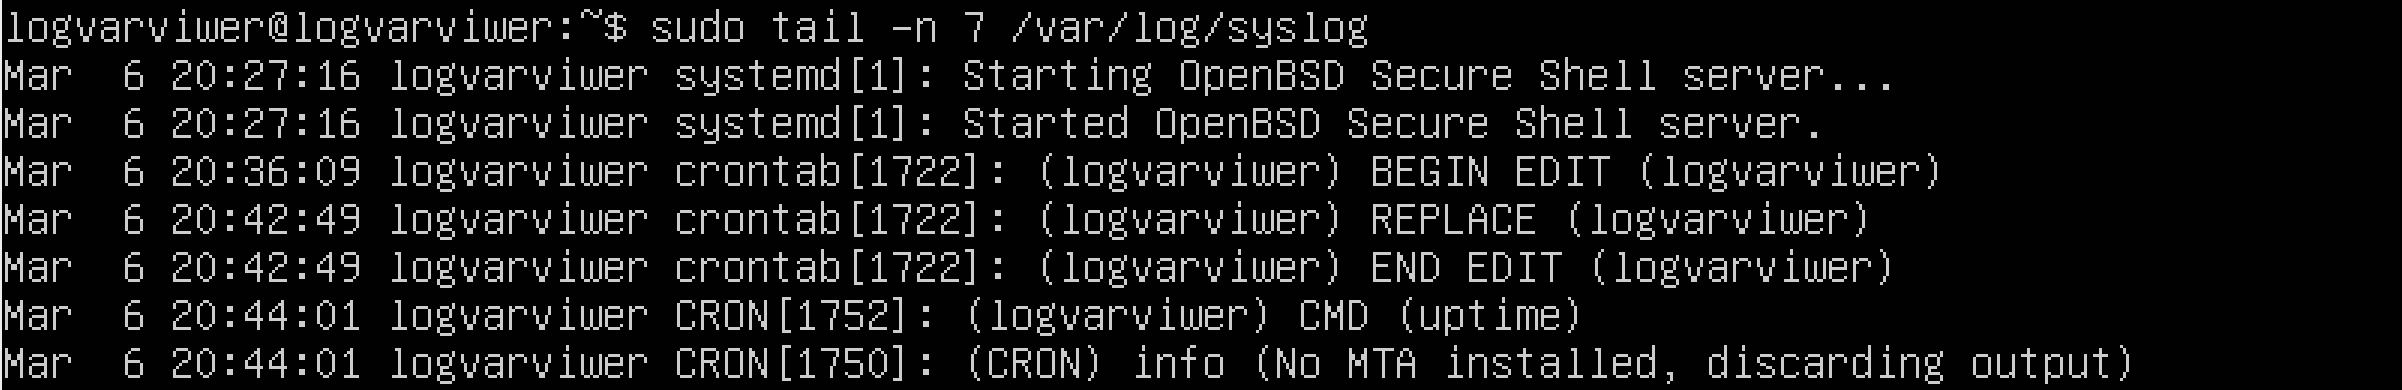 logvarviwer@logvarviwer:~$ sudo tail -n 7 /var/log/syslog
Mar  6 20:27:16 logvarviwer systemd[1]: Starting OpenBSD Secure Shell server...
Mar  6 20:27:16 logvarviwer systemd[1]: Started OpenBSD Secure Shell server.
Mar  6 20:36:09 logvarviwer crontab[1722]: (logvarviwer) BEGIN EDIT (logvarviwer)
Mar  6 20:42:49 logvarviwer crontab[1722]: (logvarviwer) REPLACE (logvarviwer)
Mar  6 20:42:49 logvarviwer crontab[1722]: (logvarviwer) END EDIT (logvarviwer)
Mar  6 20:44:01 logvarviwer CRON[1752]: (logvarviwer) CMD (uptime)
Mar  6 20:44:01 logvarviwer CRON[1750]: (CRON) info (No MTA installed, discarding output)